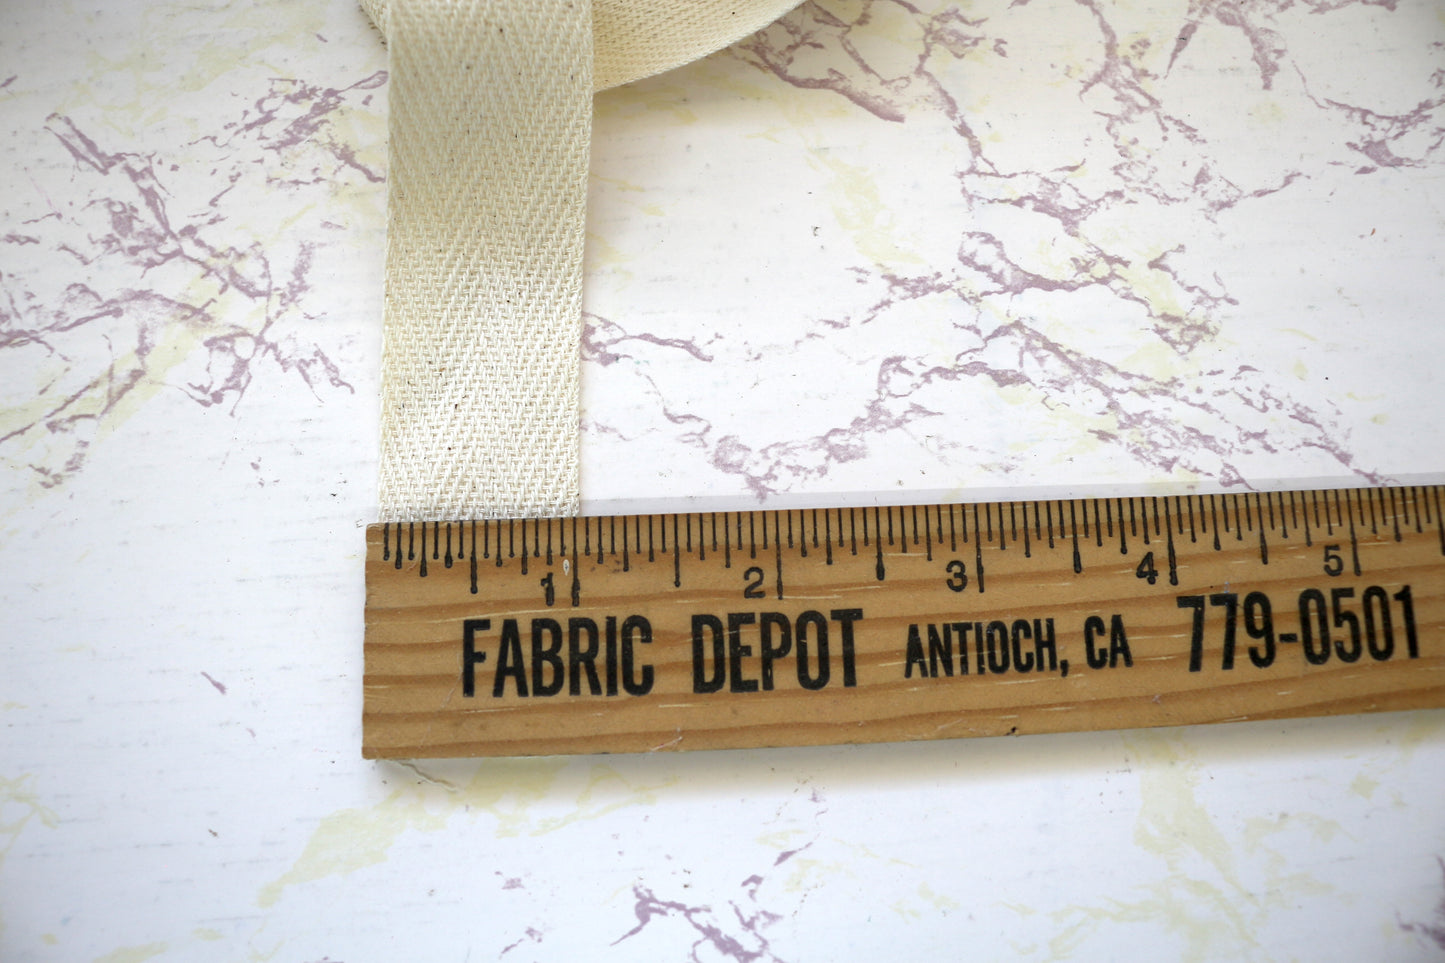 1 2 3 4 5
FABRIC DEPOT ANTIOCH, CA 779-0501